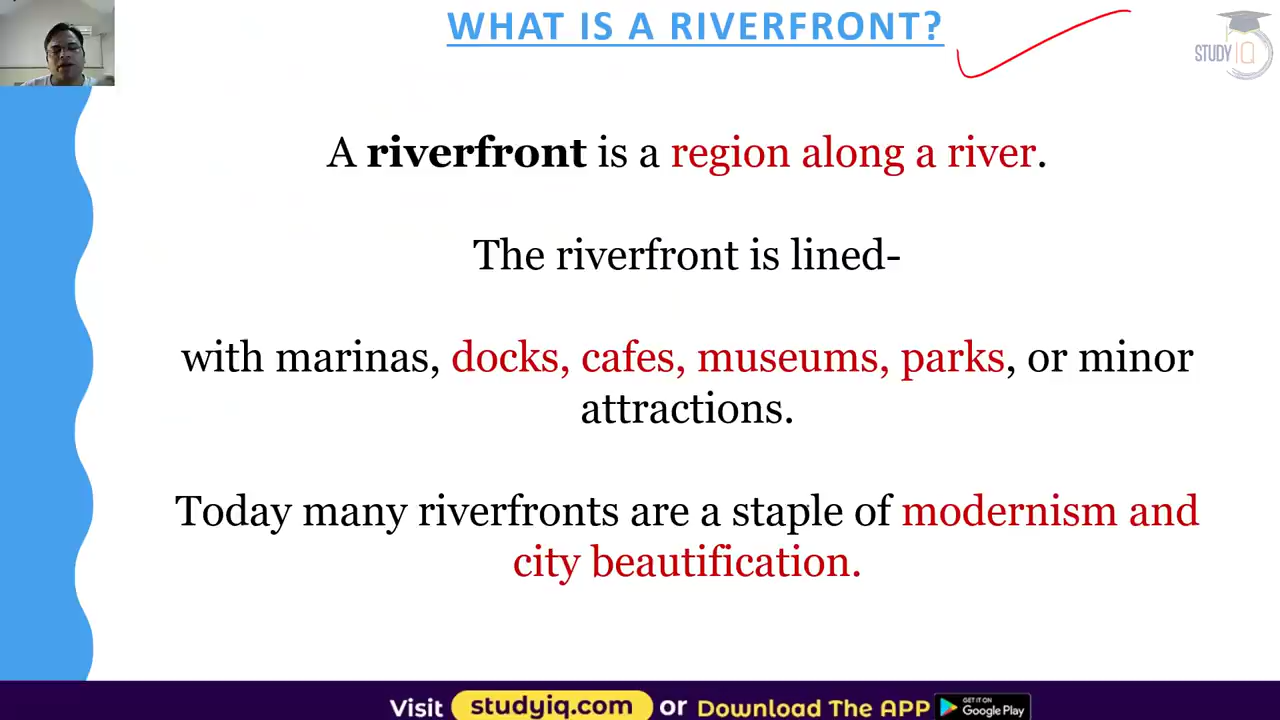 WHAT IS A RIVERFRONT?
STUDY IQ
A riverfront is a region along a river.
The riverfront is lined-
with marinas, docks, cafes, museums, parks, or minor
attractions.
Today many riverfronts are a staple of modernism and
city beautification.
Visit studyiq.com or Download The APP GET IT ON Google Play